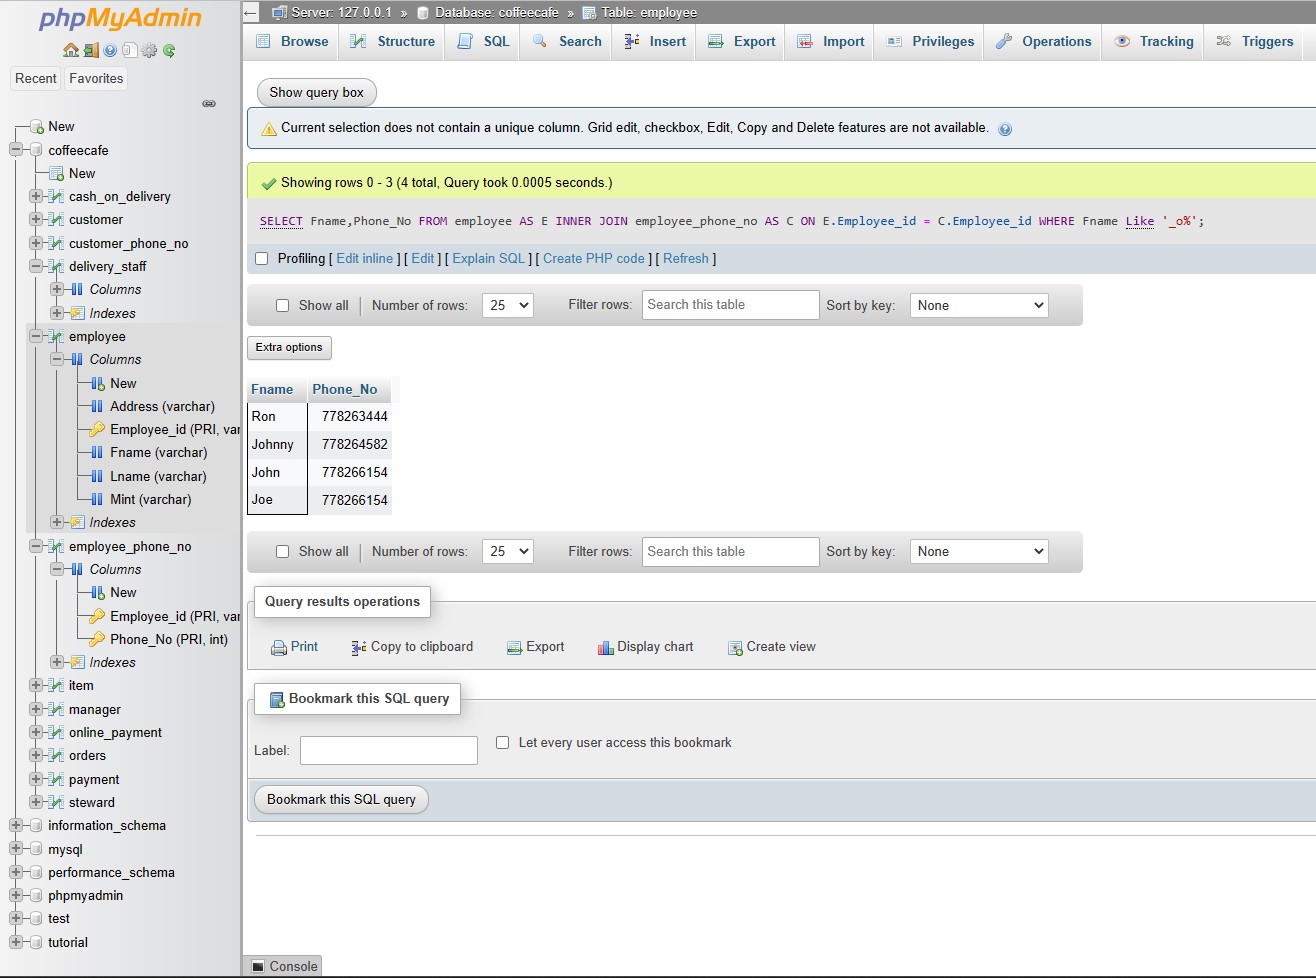 phpMyAdmin
Recent Favorites
New
coffeecafe
New
cash_on_delivery
customer
customer_phone_no
delivery_staff
Columns
Indexes
employee
Columns
New
Address (varchar)
Employee_id (PRI, var
Fname (varchar)
Lname (varchar)
Mint (varchar)
Indexes
employee_phone_no
Columns
New
Employee_id (PRI, var
Phone_No (PRI, int)
Indexes
item
manager
online_payment
orders
payment
steward
information_schema
mysql
performance_schema
phpmyadmin
test
tutorial
Server: 127.0.0.1 » Database: coffeecafe » Table: employee
Browse Structure SQL Search Insert Export Import Privileges Operations Tracking Triggers
Show query box
Current selection does not contain a unique column. Grid edit, checkbox, Edit, Copy and Delete features are not available.
Showing rows 0 - 3 (4 total, Query took 0.0005 seconds.)
SELECT Fname,Phone_No FROM employee AS E INNER JOIN employee_phone_no AS C ON E.Employee_id = C.Employee_id WHERE Fname Like '_o%';
Profiling [ Edit inline ] [ Edit ] [ Explain SQL ] [ Create PHP code ] [ Refresh ]
Show all | Number of rows: 25 Filter rows: Search this table Sort by key: None
Extra options
Fname Phone_No
Ron 778263444
Johnny 778264582
John 778266154
Joe 778266154
Show all | Number of rows: 25 Filter rows: Search this table Sort by key: None
Query results operations
Print Copy to clipboard Export Display chart Create view
Bookmark this SQL query
Label: Let every user access this bookmark
Bookmark this SQL query
Console